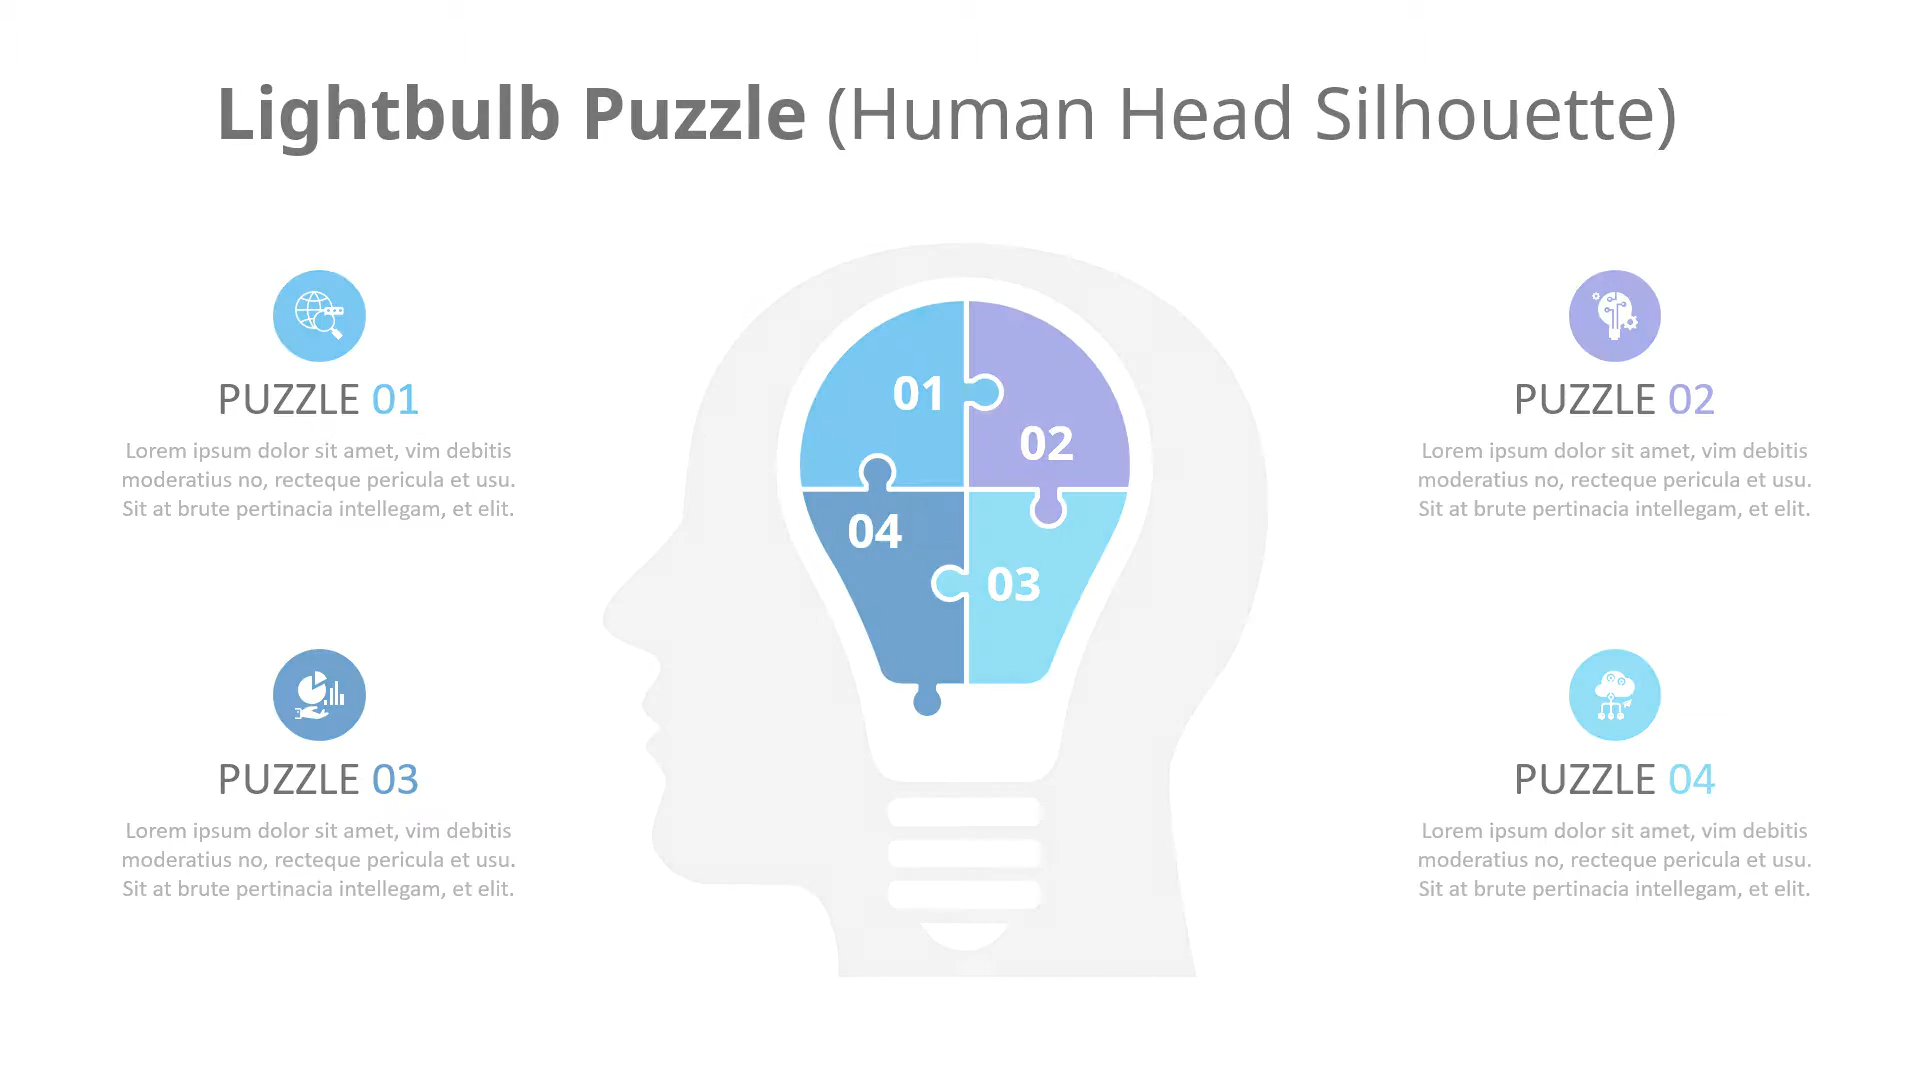 Lightbulb Puzzle (Human Head Silhouette)
PUZZLE 01
Lorem ipsum dolor sit amet, vim debitis
moderatius no, recteque pericula et usu.
Sit at brute pertinacia intellegam, et elit.
PUZZLE 03
Lorem ipsum dolor sit amet, vim debitis
moderatius no, recteque pericula et usu.
Sit at brute pertinacia intellegam, et elit.
01
02
04
03
PUZZLE 02
Lorem ipsum dolor sit amet, vim debitis
moderatius no, recteque pericula et usu.
Sit at brute pertinacia intellegam, et elit.
PUZZLE 04
Lorem ipsum dolor sit amet, vim debitis
moderatius no, recteque pericula et usu.
Sit at brute pertinacia intellegam, et elit.